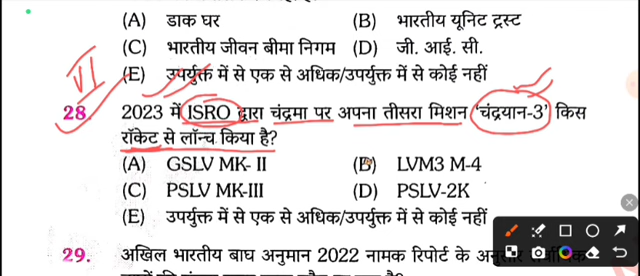 (A) डाक घर (B) भारतीय यूनिट ट्रस्ट
(C) भारतीय जीवन बीमा निगम (D) जी. आई. सी.
(E) उपर्युक्त में से एक से अधिक/उपर्युक्त में से कोई नहीं
VI
28. 2023 में ISRO द्वारा चंद्रमा पर अपना तीसरा मिशन 'चंद्रयान-3' किस
रॉकेट से लॉन्च किया है?
(A) GSLV MK- II (B) LVM3 M-4
(C) PSLV MK-III (D) PSLV-2K
(E) उपर्युक्त में से एक से अधिक/उपर्युक्त में से कोई नहीं
29. अखिल भारतीय बाघ अनुमान 2022 नामक रिपोर्ट के